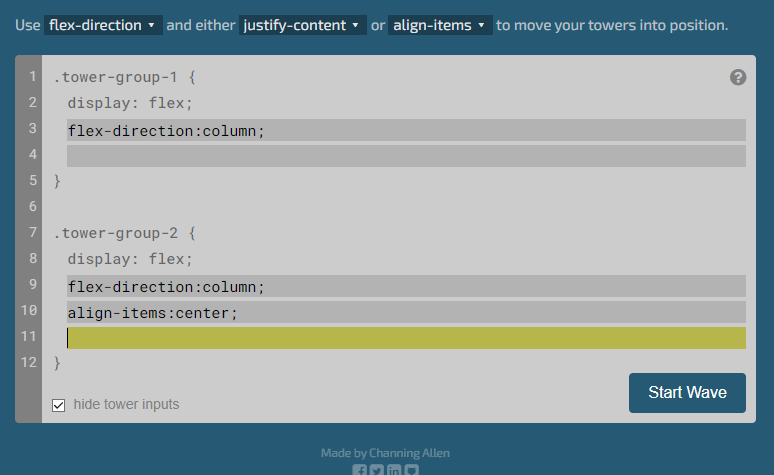 Use flex-direction and either justify-content or align-items to move your towers into position.
1 .tower-group-1 {
2 display: flex;
3 flex-direction:column;
4
5 }
6
7 .tower-group-2 {
8 display: flex;
9 flex-direction:column;
10 align-items:center;
11
12 }
Start Wave
hide tower inputs
Made by Channing Allen